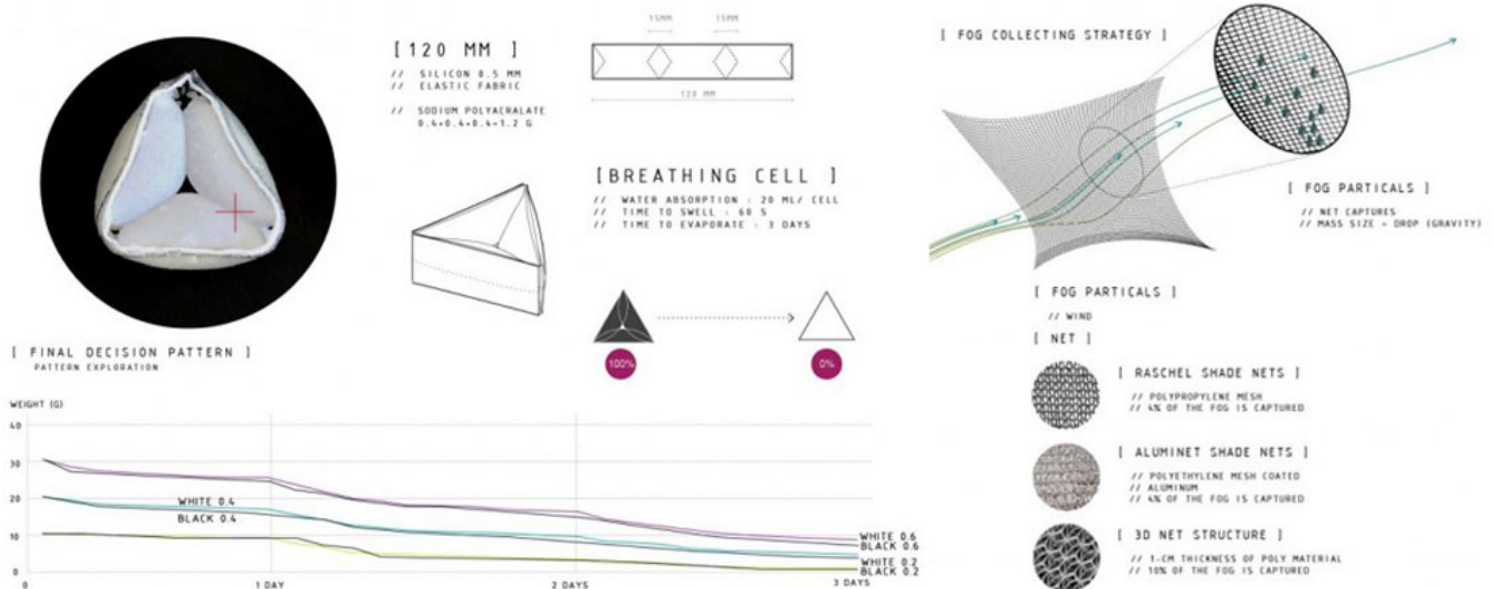 [ 120 MM ]
// SILICON 0.5 MM
// ELASTIC FABRIC
// SODIUM POLYACRALATE
0.4+0.4+0.4=1.2 G
15MM 15MM
120 MM
[BREATHING CELL ]
// WATER ABSORPTION : 20 ML/ CELL
// TIME TO SWELL : 60 S
// TIME TO EVAPORATE : 3 DAYS
100%
0%
[ FINAL DECISION PATTERN ]
PATTERN EXPLORATION
WEIGHT (G)
40
30
20
10
0
WHITE 0.4
BLACK 0.4
WHITE 0.6
BLACK 0.6
WHITE 0.2
BLACK 0.2
0 1 DAY 2 DAYS 3 DAYS
[ FOG COLLECTING STRATEGY ]
[ FOG PARTICALS ]
// NET CAPTURES
// MASS SIZE = DROP (GRAVITY)
[ FOG PARTICALS ]
// WIND
[ NET ]
[ RASCHEL SHADE NETS ]
// POLYPROPYLENE MESH
// 4% OF THE FOG IS CAPTURED
[ ALUMINET SHADE NETS ]
// POLYETHYLENE MESH COATED
// ALUMINUM
// 4% OF THE FOG IS CAPTURED
[ 3D NET STRUCTURE ]
// 1-CM THICKNESS OF POLY MATERIAL
// 10% OF THE FOG IS CAPTURED